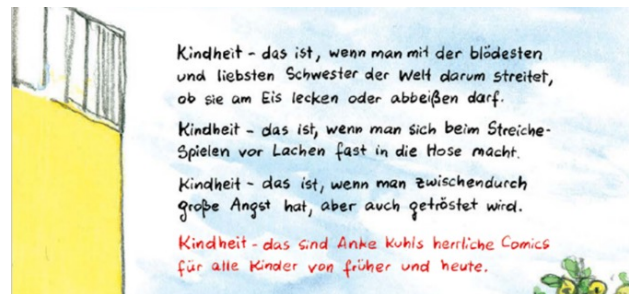 Kindheit - das ist, wenn man mit der blödesten
und liebsten Schwester der Welt darum streitet,
ob sie am Eis lecken oder abbeißen darf.
Kindheit - das ist, wenn man sich beim Streiche-
Spielen vor Lachen fast in die Hose macht.
Kindheit - das ist, wenn man zwischendurch
große Angst hat, aber auch getröstet wird.
Kindheit - das sind Anke Kuhls herrliche Comics
für alle Kinder von früher und heute.